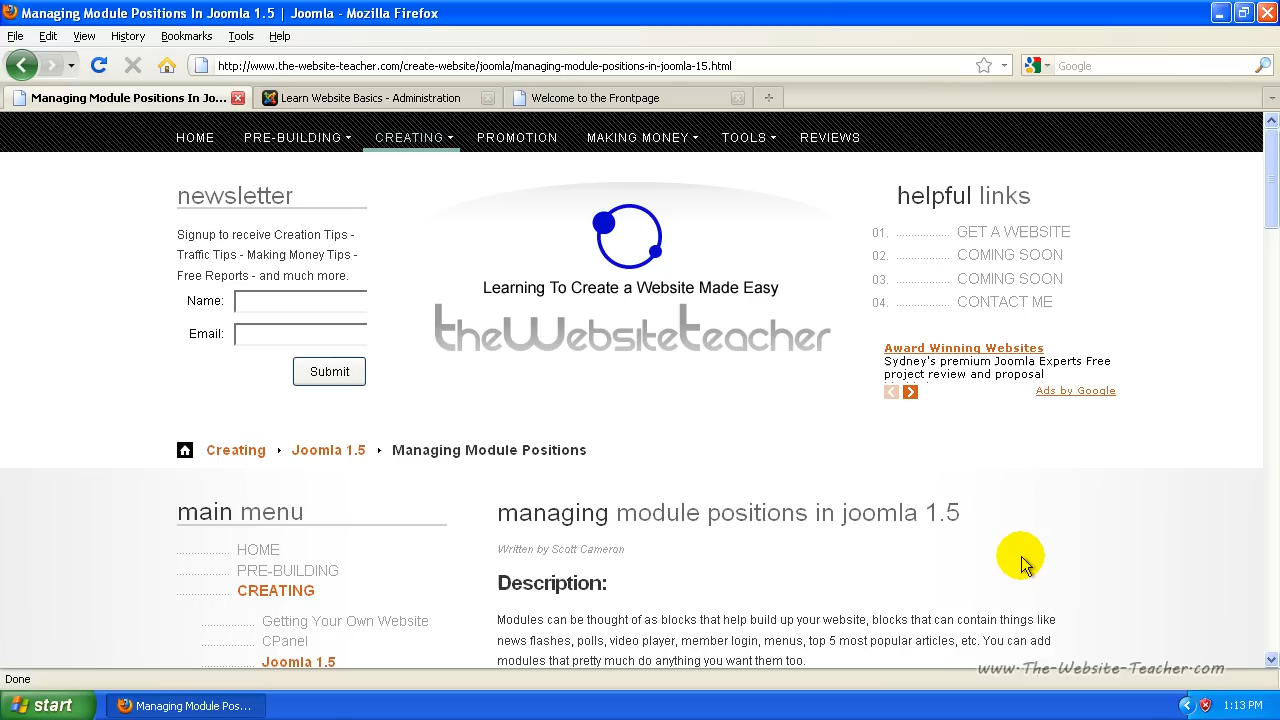 Managing Module Positions In Joomla 1.5 | Joomla - Mozilla Firefox
File Edit View History Bookmarks Tools Help
http://www.the-website-teacher.com/create-website/joomla/managing-module-positions-in-joomla-15.html
Google
Managing Module Positions In Jo...
Learn Website Basics - Administration
Welcome to the Frontpage
HOME PRE-BUILDING CREATING PROMOTION MAKING MONEY TOOLS REVIEWS
newsletter
Signup to receive Creation Tips -
Traffic Tips - Making Money Tips -
Free Reports - and much more.
Name:
Email:
Submit
Learning To Create a Website Made Easy
theWebsiteTeacher
helpful links
01. GET A WEBSITE
02. COMING SOON
03. COMING SOON
04. CONTACT ME
Award Winning Websites
Sydney's premium Joomla Experts Free
project review and proposal
Ads by Google
Creating Joomla 1.5 Managing Module Positions
main menu
HOME
PRE-BUILDING
CREATING
Getting Your Own Website
CPanel
Joomla 1.5
managing module positions in joomla 1.5
Written by Scott Cameron
Description:
Modules can be thought of as blocks that help build up your website, blocks that can contain things like
news flashes, polls, video player, member login, menus, top 5 most popular articles, etc. You can add
modules that pretty much do anything you want them too.
www.The-Website-Teacher.com
Done
start
Managing Module Pos...
1:13 PM